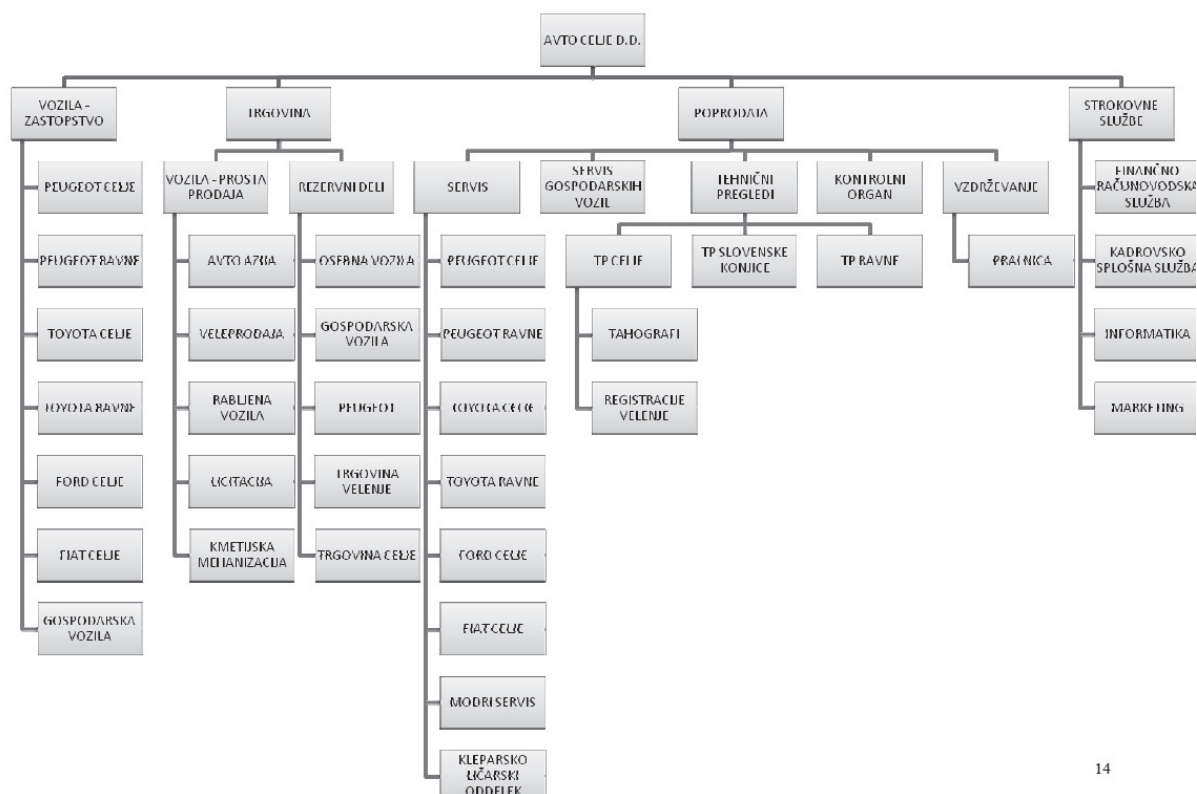 AVTO CELJE D.D.
VOZILA -
ZASTOPSTVO
TRGOVINA
POPRODAJA
STROKOVNE
SLUŽBE
PEUGEOT CELJE
PEUGEOT RAVNE
TOYOTA CELJE
TOYOTA RAVNE
FORD CELJE
FIAT CELJE
GOSPODARSKA
VOZILA
VOZILA - PROSTA
PRODAJA
AVTO AZIJA
VELEPRODAJA
RABLJENA
VOZILA
LICITACIJA
KMETIJSKA
MEHANIZACIJA
REZERVNI DELI
OSEBNA VOZILA
GOSPODARSKA
VOZILA
PEUGEOT
TRGOVINA
VELENJE
TRGOVINA CELJE
SERVIS
PEUGEOT CELJE
PEUGEOT RAVNE
TOYOTA CELJE
TOYOTA RAVNE
FORD CELJE
FIAT CELJE
MODRI SERVIS
KLEPARSKO
LIČARSKI
ODDELEK
SERVIS
GOSPODARSKIH
VOZIL
TEHNIČNI
PREGLEDI
TP CELJE
TAHOGRAFI
REGISTRACIJE
VELENJE
TP SLOVENSKE
KONJICE
TP RAVNE
KONTROLNI
ORGAN
VZDRŽEVANJE
PRALNICA
FINANČNO
RAČUNOVODSKA
SLUŽBA
KADROVSKO
SPLOŠNA SLUŽBA
INFORMATIKA
MARKETING
14